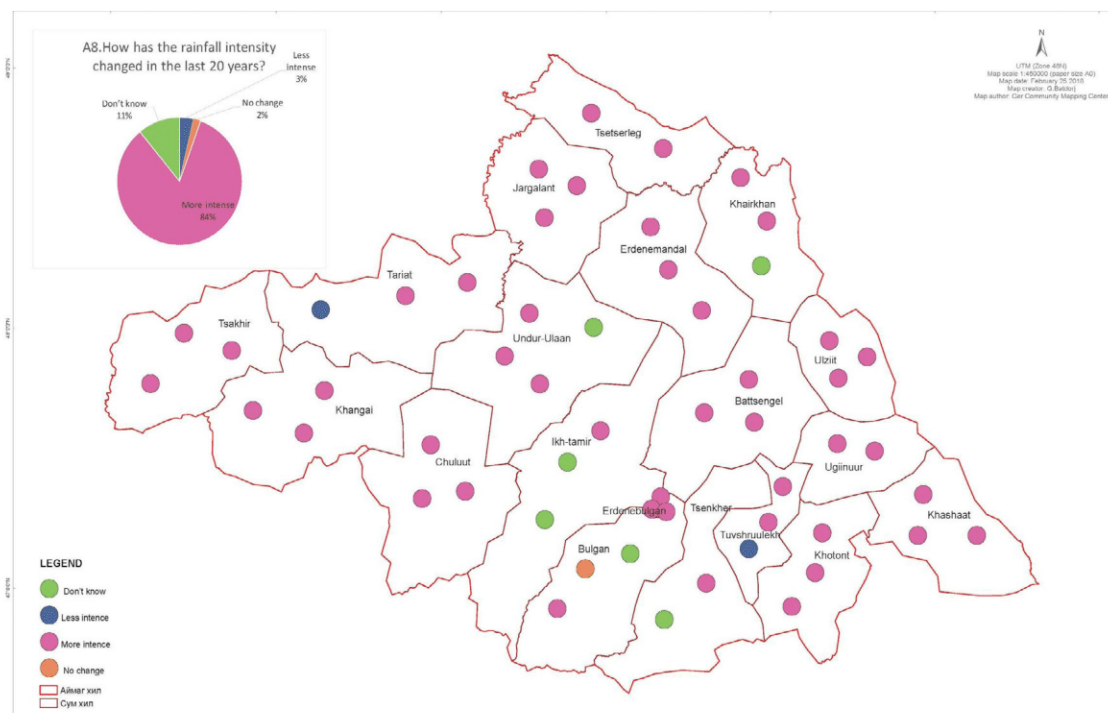 A8.How has the rainfall intensity
changed in the last 20 years?
Less
intense
3%
No change
2%
Don't know
11%
More intense
84%
N
UTM (Zone 48N)
Map scale 1:450000 (paper size A0)
Map date: February 25 2018
Map author: Ger Community Mapping Center
Tsetserleg
Jargalant
Khairkhan
Erdenemandal
Tariat
Tsakhir
Undur-Ulaan
Ulziit
Khangai
Battsengel
Ikh-tamir
Chuluut
Ugiinuur
Erdenebulgan
Tsenkher
Khashaat
Tuvshruulekh
Bulgan
Khotont
LEGEND
Don't know
Less intence
More intence
No change
Аймаг хил
Сум хил